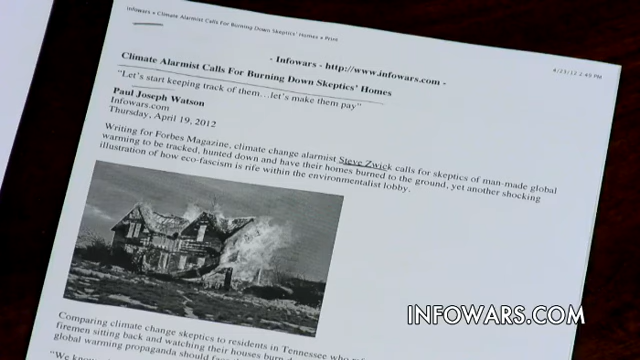 Infowars » Climate Alarmist Calls For Burning Down Skeptics' Homes » Print
4/25/12 2:45 PM
- Infowars - http://www.infowars.com -
Climate Alarmist Calls For Burning Down Skeptics' Homes
"Let's start keeping track of them…let's make them pay"
Paul Joseph Watson
Infowars.com
Thursday, April 19, 2012
Writing for Forbes Magazine, climate change alarmist Steve Zwick calls for skeptics of man-made global
warming to be tracked, hunted down and have their homes burned to the ground, yet another shocking
illustration of how eco-fascism is rife within the environmentalist lobby.
INFOWARS.COM
Comparing climate change skeptics to residents in Tennessee who
firemen sitting back and watching their houses burn
global warming propaganda should
"We